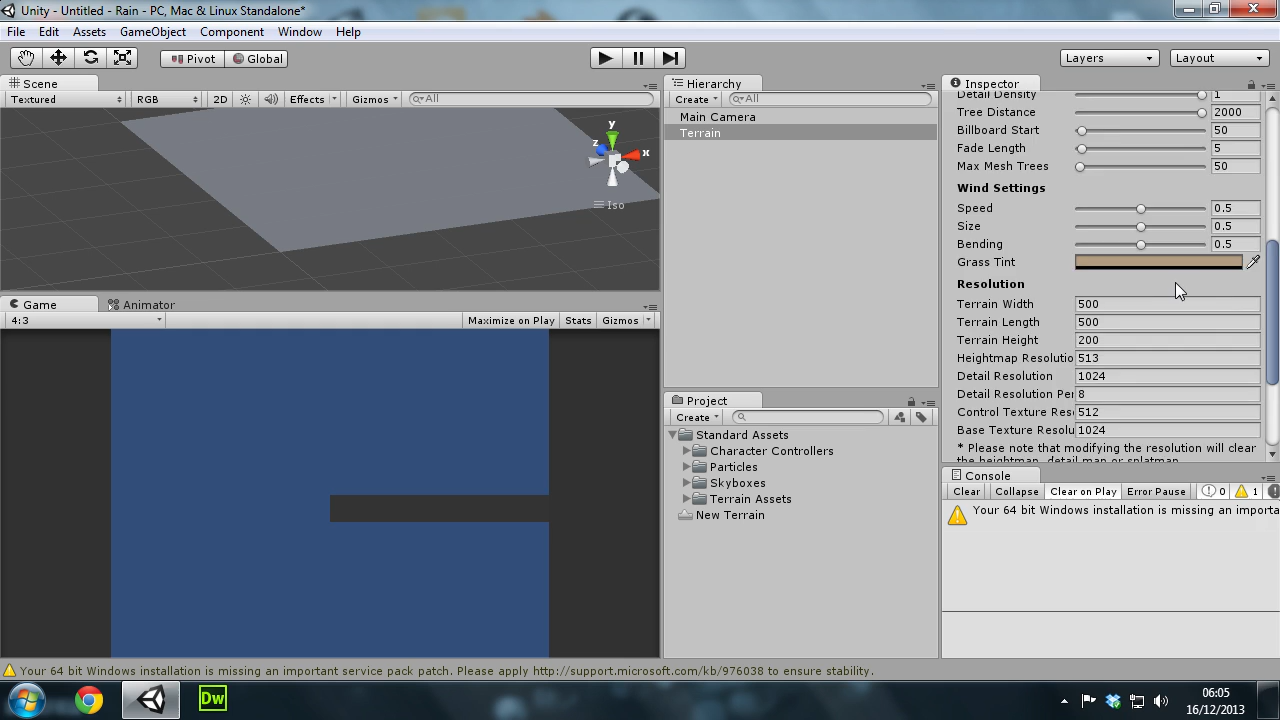 Unity - Untitled - Rain - PC, Mac & Linux Standalone*
File Edit Assets GameObject Component Window Help
Pivot Global Layers Layout
Scene
Textured RGB 2D Effects Gizmos All
y
z x
Iso
Game Animator
4:3 Maximize on Play Stats Gizmos
Hierarchy
Create All
Main Camera
Terrain
Project
Create
Standard Assets
Character Controllers
Particles
Skyboxes
Terrain Assets
New Terrain
Inspector
Detail Density 1
Tree Distance 2000
Billboard Start 50
Fade Length 5
Max Mesh Trees 50
Wind Settings
Speed 0.5
Size 0.5
Bending 0.5
Grass Tint
Resolution
Terrain Width 500
Terrain Length 500
Terrain Height 200
Heightmap Resolutio 513
Detail Resolution 1024
Detail Resolution Per 8
Control Texture Res 512
Base Texture Resolu 1024
* Please note that modifying the resolution will clear
the heightmap, detail map or splatmap.
Console
Clear Collapse Clear on Play Error Pause 0 1
Your 64 bit Windows installation is missing an importa
Your 64 bit Windows installation is missing an important service pack patch. Please apply http://support.microsoft.com/kb/976038 to ensure stability.
Dw
06:05
16/12/2013